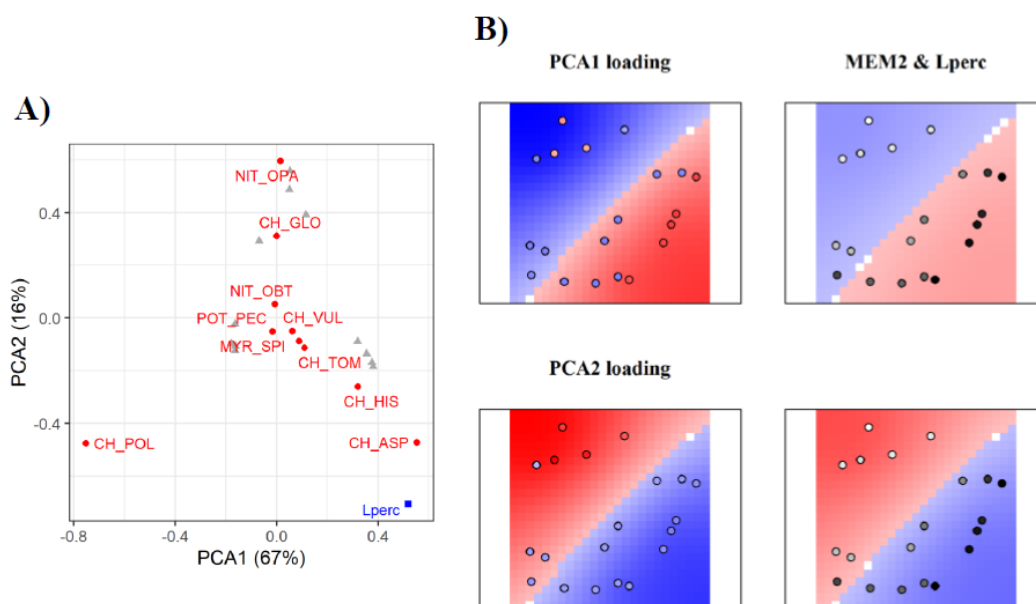 B)
PCA1 loading
MEM2 & Lperc
A)
NIT_OPA
CH_GLO
NIT_OBT
POT_PEC
CH_VUL
MYR_SPI
CH_TOM
CH_HIS
CH_POL
CH_ASP
Lperc
0.4
0.0
-0.4
PCA2 (16%)
-0.8
-0.4
0.0
0.4
PCA1 (67%)
PCA2 loading